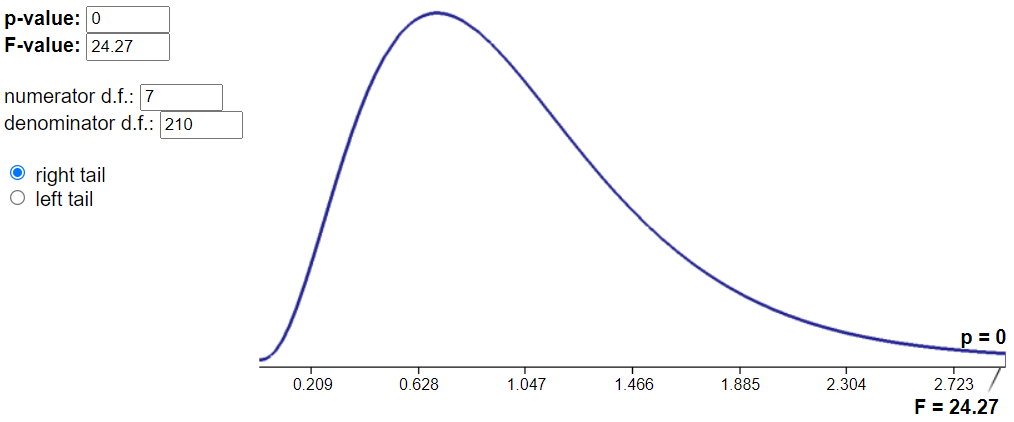 p-value: 0
F-value: 24.27
numerator d.f.: 7
denominator d.f.: 210
right tail
left tail
p = 0
0.209 0.628 1.047 1.466 1.885 2.304 2.723
F = 24.27